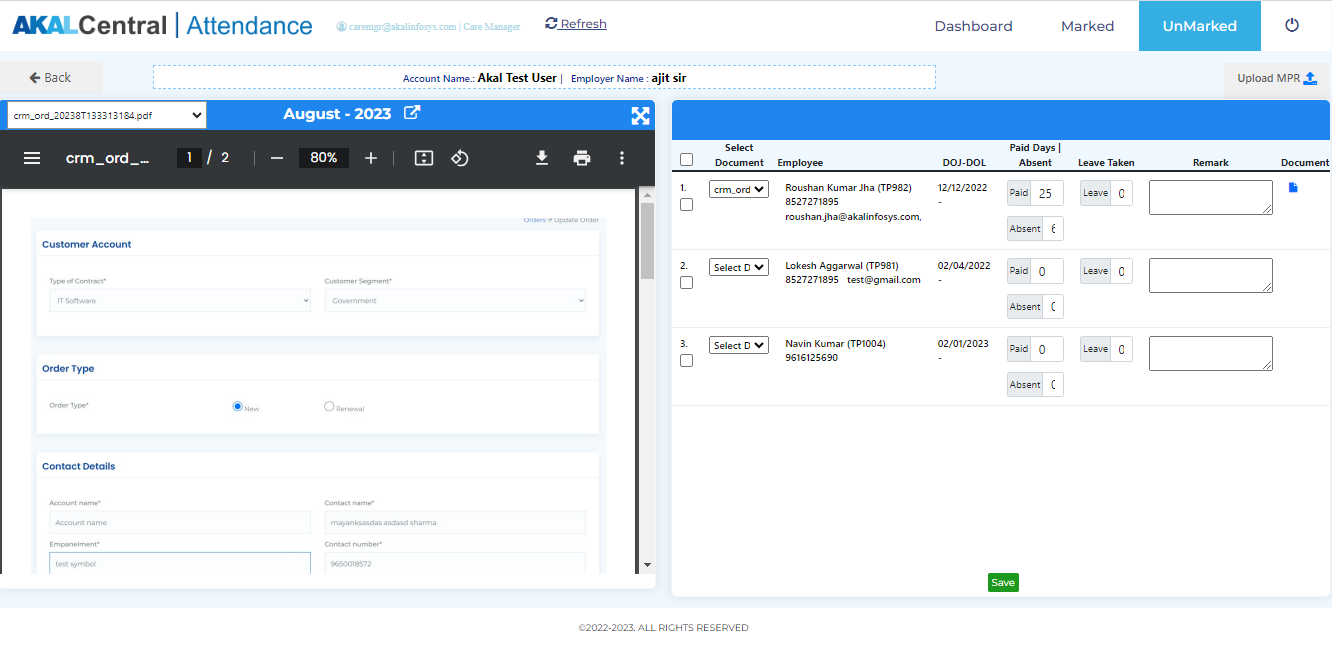 AKALCentral | Attendance
caremgr@akalinfosys.com | Care Manager
Refresh
Dashboard
Marked
UnMarked
Back
Account Name.: Akal Test User | Employer Name : ajit sir
Upload MPR
crm_ord_20238T133313184.pdf
August - 2023
crm_ord_...
1 / 2
80%
Orders > Update Order
Customer Account
Type of Contract*
Customer Segment*
IT Software
Government
Order Type
Order Type*
New
Renewal
Contact Details
Account name*
Contact name*
Account name
mayanksasdas asdasd sharma
Empanelment*
Contact number*
test symbol
9650018572
Select Document
Employee
DOJ-DOL
Paid Days | Absent
Leave Taken
Remark
Document
1.
crm_ord
Roushan Kumar Jha (TP982)
8527271895
roushan.jha@akalinfosys.com,
12/12/2022
-
Paid 25
Absent 6
Leave 0
2.
Select D
Lokesh Aggarwal (TP981)
8527271895 test@gmail.com
02/04/2022
-
Paid 0
Absent 0
Leave 0
3.
Select D
Navin Kumar (TP1004)
9616125690
02/01/2023
-
Paid 0
Absent 0
Leave 0
Save
©2022-2023. ALL RIGHTS RESERVED